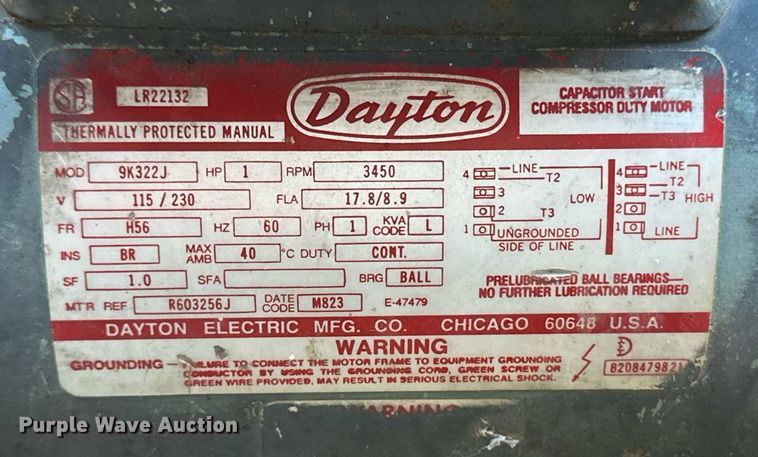 SA LR22132
THERMALLY PROTECTED MANUAL
Dayton
CAPACITOR START
COMPRESSOR DUTY MOTOR
MOD 9K322J HP 1 RPM 3450
V 115 / 230 FLA 17.8/8.9
FR H56 HZ 60 PH 1 KVA CODE L
INS BR MAX AMB 40 °C DUTY CONT.
SF 1.0 SFA BRG BALL
MTR REF R603256J DATE CODE M823 E-47479
4 LINE
T2
3
LOW
2
T3
1 UNGROUNDED
SIDE OF LINE
4 LINE
T2
3
T3
HIGH
2
1 LINE
PRELUBRICATED BALL BEARINGS—
NO FURTHER LUBRICATION REQUIRED
DAYTON ELECTRIC MFG. CO. CHICAGO 60648 U.S.A.
WARNING
GROUNDING — FAILURE TO CONNECT THE MOTOR FRAME TO EQUIPMENT GROUNDING
CONDUCTOR BY USING THE GROUNDING CORD, GREEN SCREW OR
GREEN WIRE PROVIDED, MAY RESULT IN SERIOUS ELECTRICAL SHOCK.
D
B208479821
WARNING
Purple Wave Auction